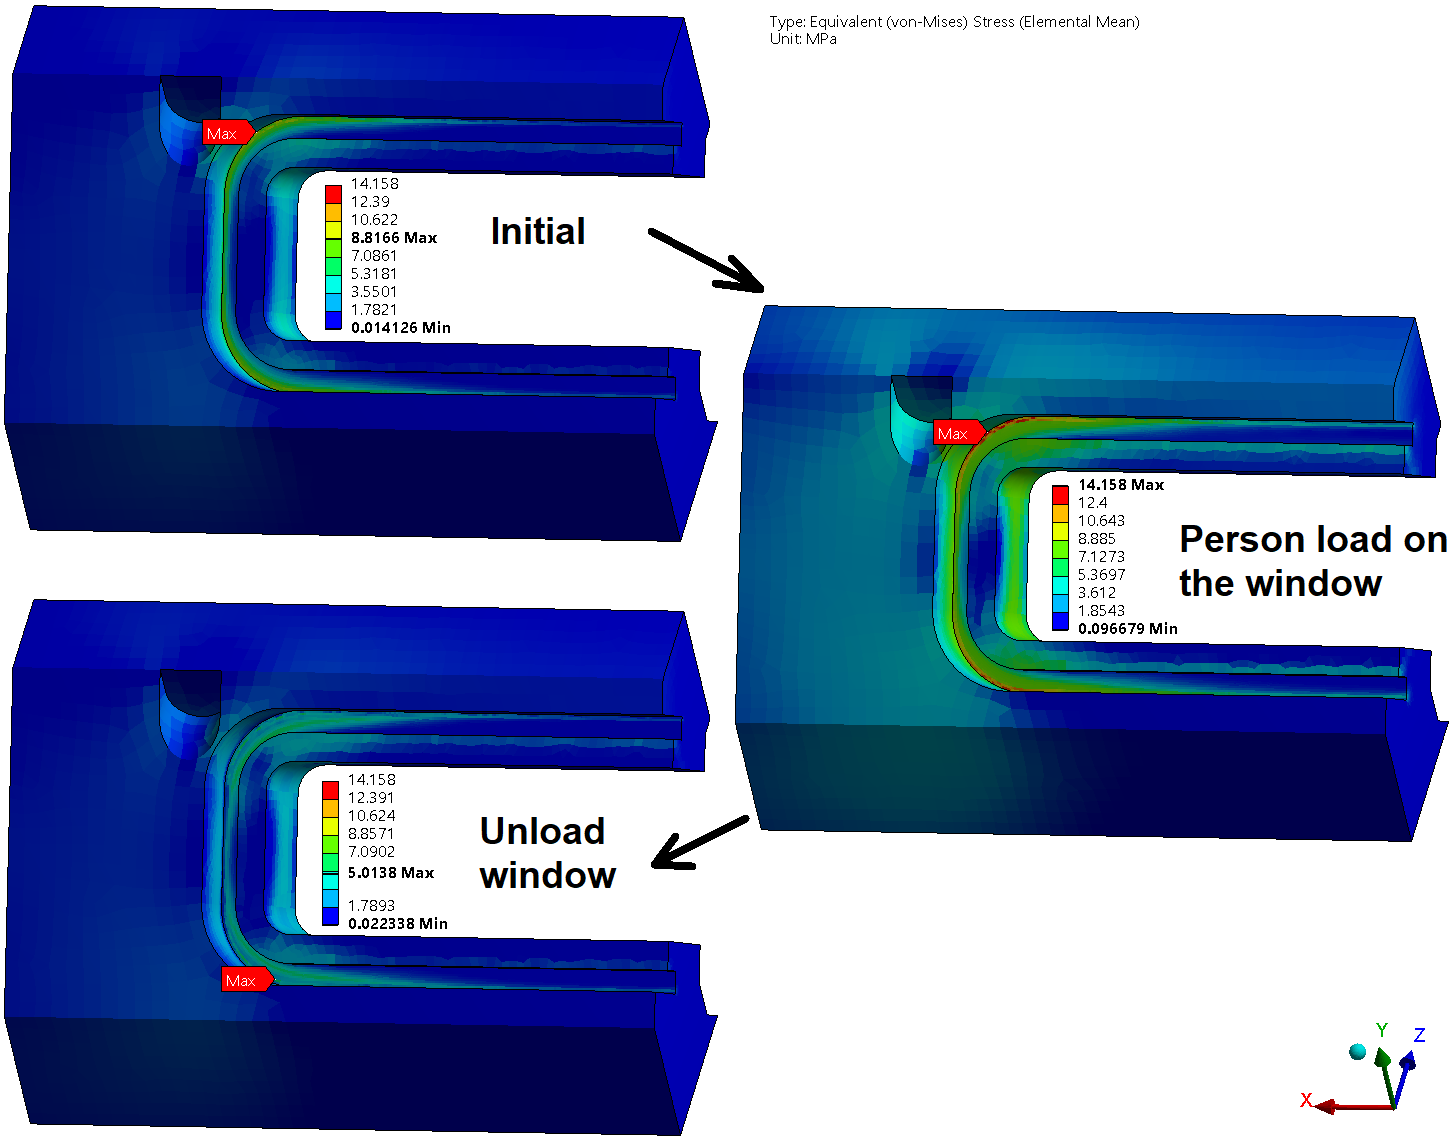 Type: Equivalent (von-Mises) Stress (Elemental Mean)
Unit: MPa
Max
14.158
12.39
10.622
8.8166 Max
7.0861
5.3181
3.5501
1.7821
0.014126 Min
Initial
Max
14.158 Max
12.4
10.643
8.885
7.1273
5.3697
3.612
1.8543
0.096679 Min
Person load on
the window
14.158
12.391
10.624
8.8571
7.0902
5.0138 Max
1.7893
0.022338 Min
Unload
window
Max
Y
Z
X